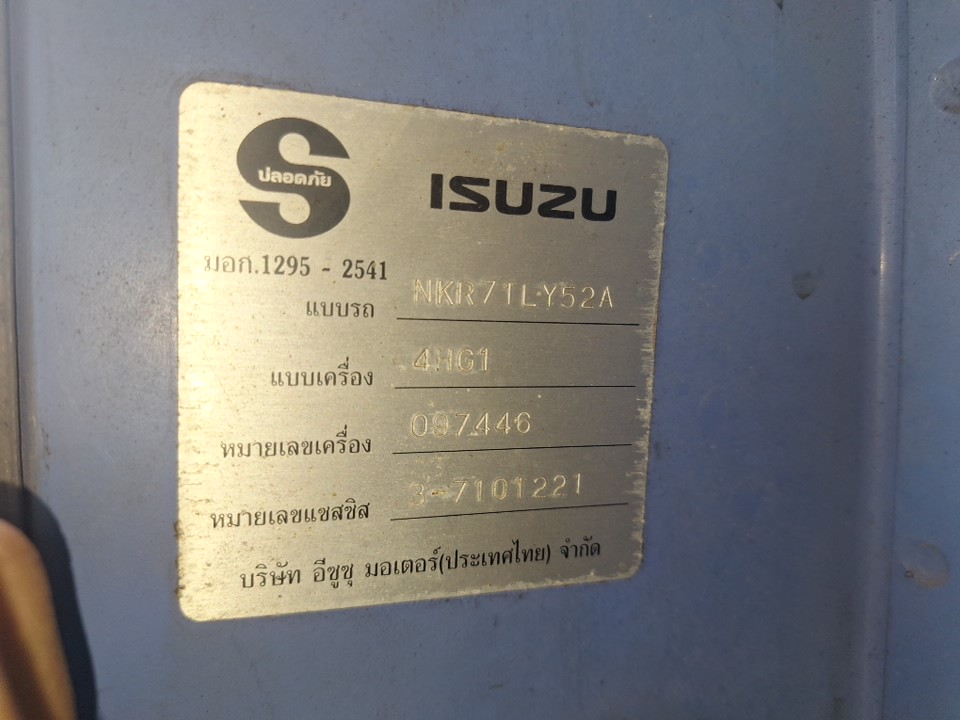 ปลอดภัย
ISUZU
มอก.1295 - 2541
แบบรถ NKR71L-Y52A
แบบเครื่อง 4HG1
หมายเลขเครื่อง 097446
หมายเลขแซสซิส 3-7101221
บริษัท อีซูซุ มอเตอร์(ประเทศไทย) จำกัด